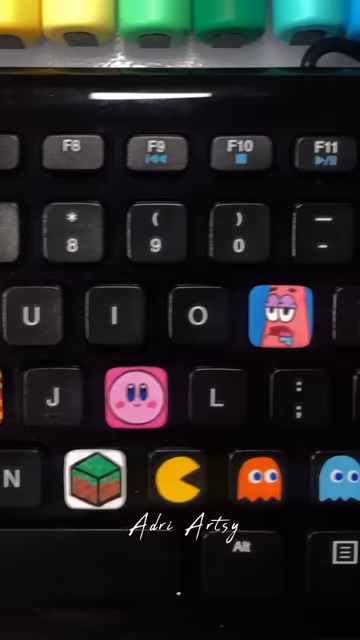 F8 F9 F10 F11
* ( ) —
8 9 0 -
U I O
J L : ;
N
Adri Artsy
Alt